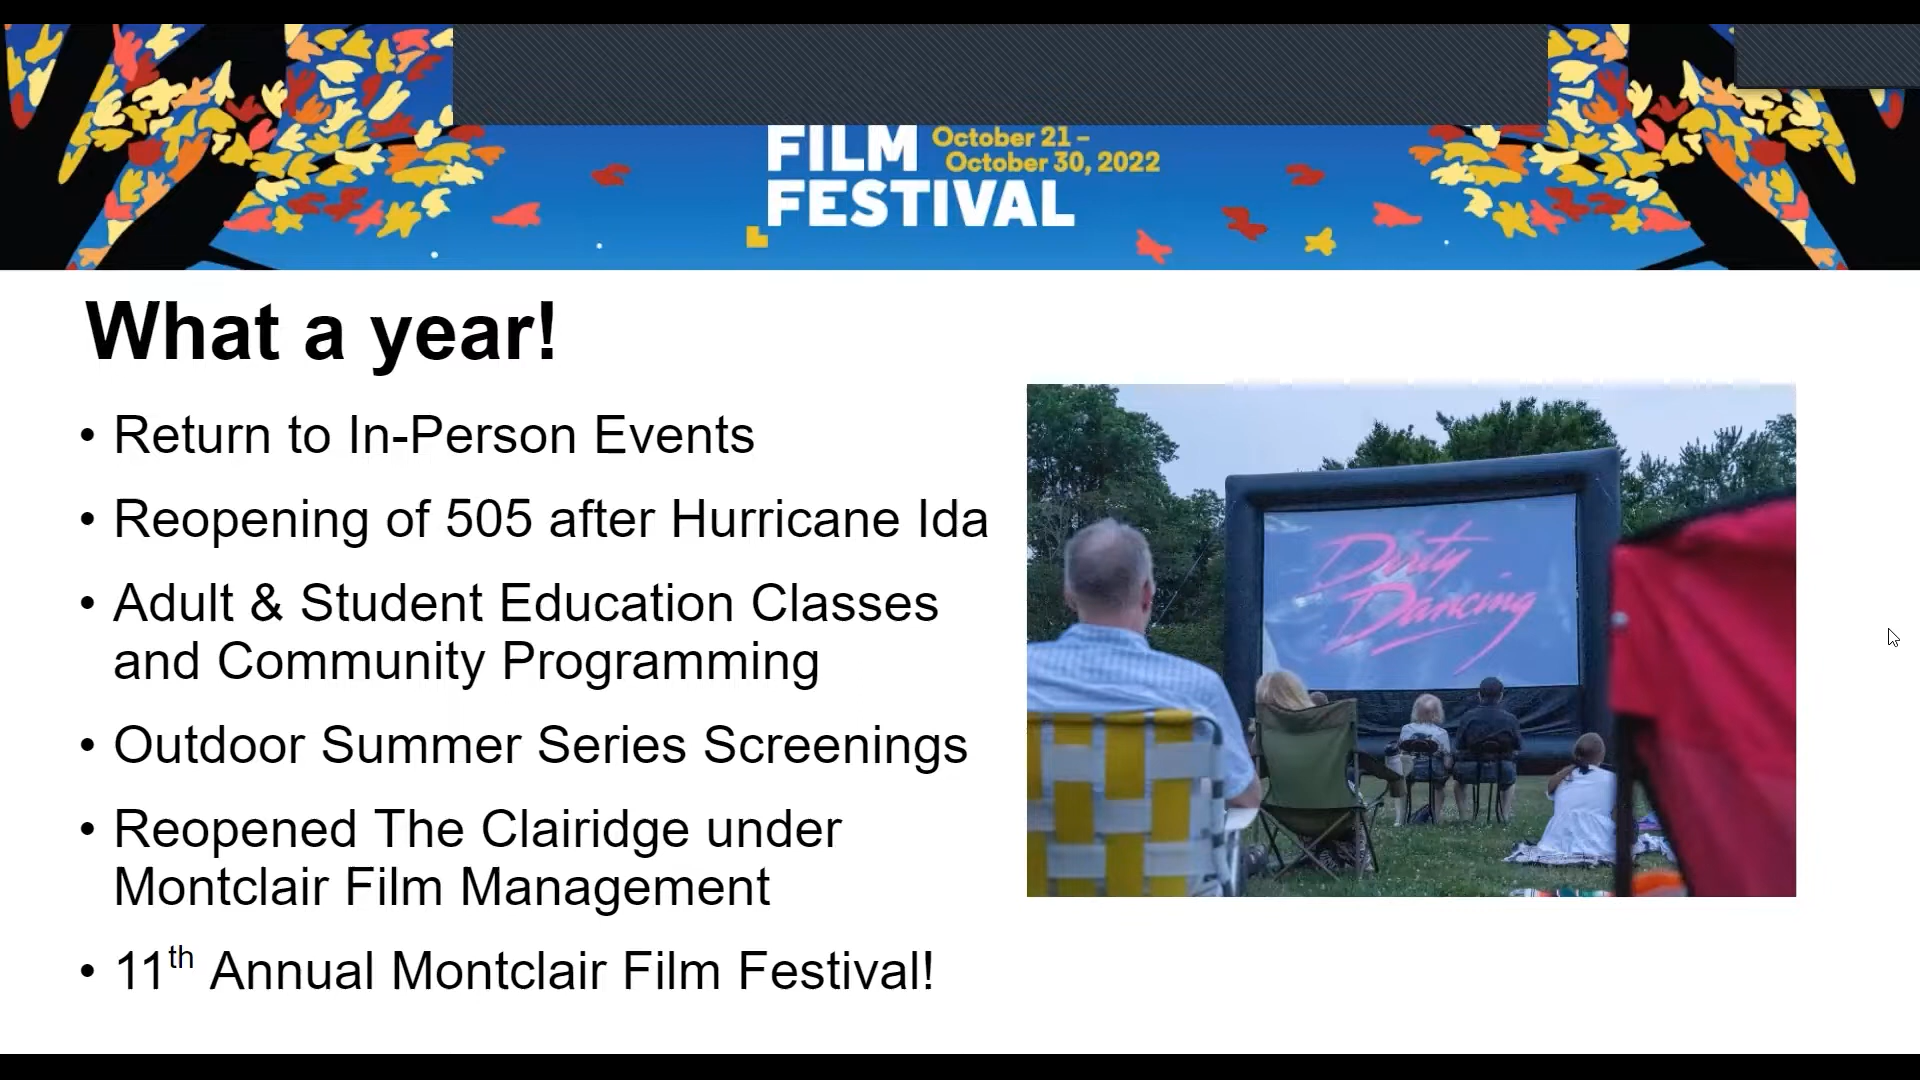 FILM October 21 –
October 30, 2022
FESTIVAL
What a year!
• Return to In-Person Events
• Reopening of 505 after Hurricane Ida
• Adult & Student Education Classes
and Community Programming
• Outdoor Summer Series Screenings
• Reopened The Clairidge under
Montclair Film Management
• 11th Annual Montclair Film Festival!
Dirty
Dancing